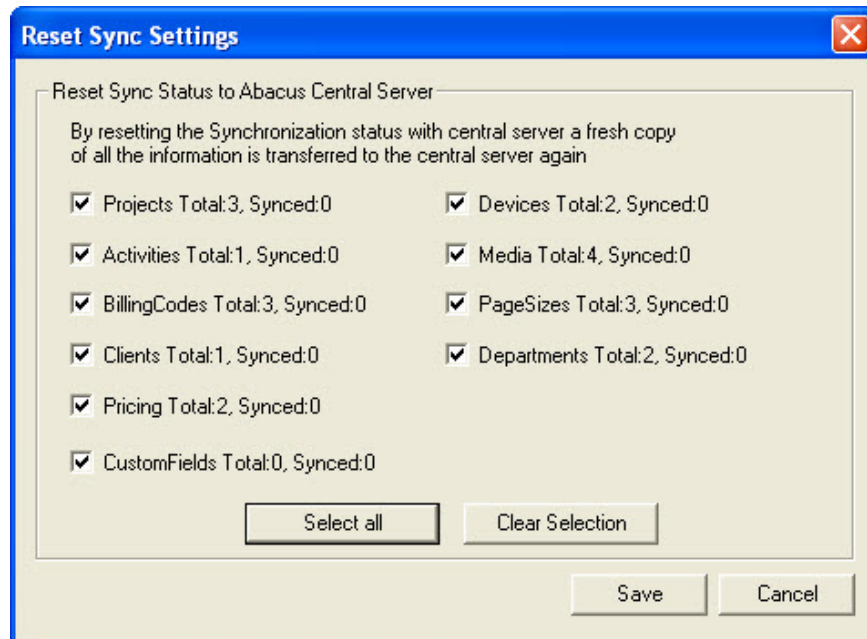 Reset Sync Settings
Reset Sync Status to Abacus Central Server
By resetting the Synchronization status with central server a fresh copy
of all the information is transferred to the central server again
Projects Total:3, Synced:0
Devices Total:2, Synced:0
Activities Total:1, Synced:0
Media Total:4, Synced:0
BillingCodes Total:3, Synced:0
PageSizes Total:3, Synced:0
Clients Total:1, Synced:0
Departments Total:2, Synced:0
Pricing Total:2, Synced:0
CustomFields Total:0, Synced:0
Select all
Clear Selection
Save
Cancel